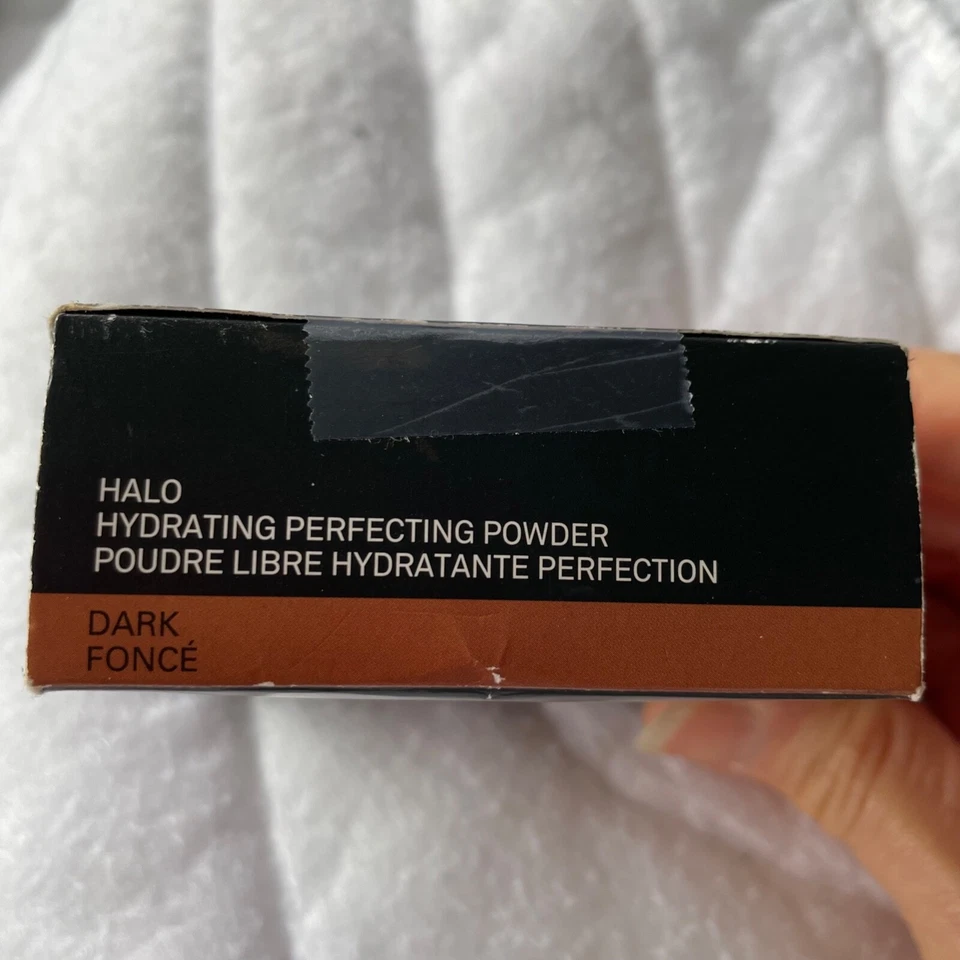 HALO
HYDRATING PERFECTING POWDER
POUDRE LIBRE HYDRATANTE PERFECTION
DARK
FONCÉ